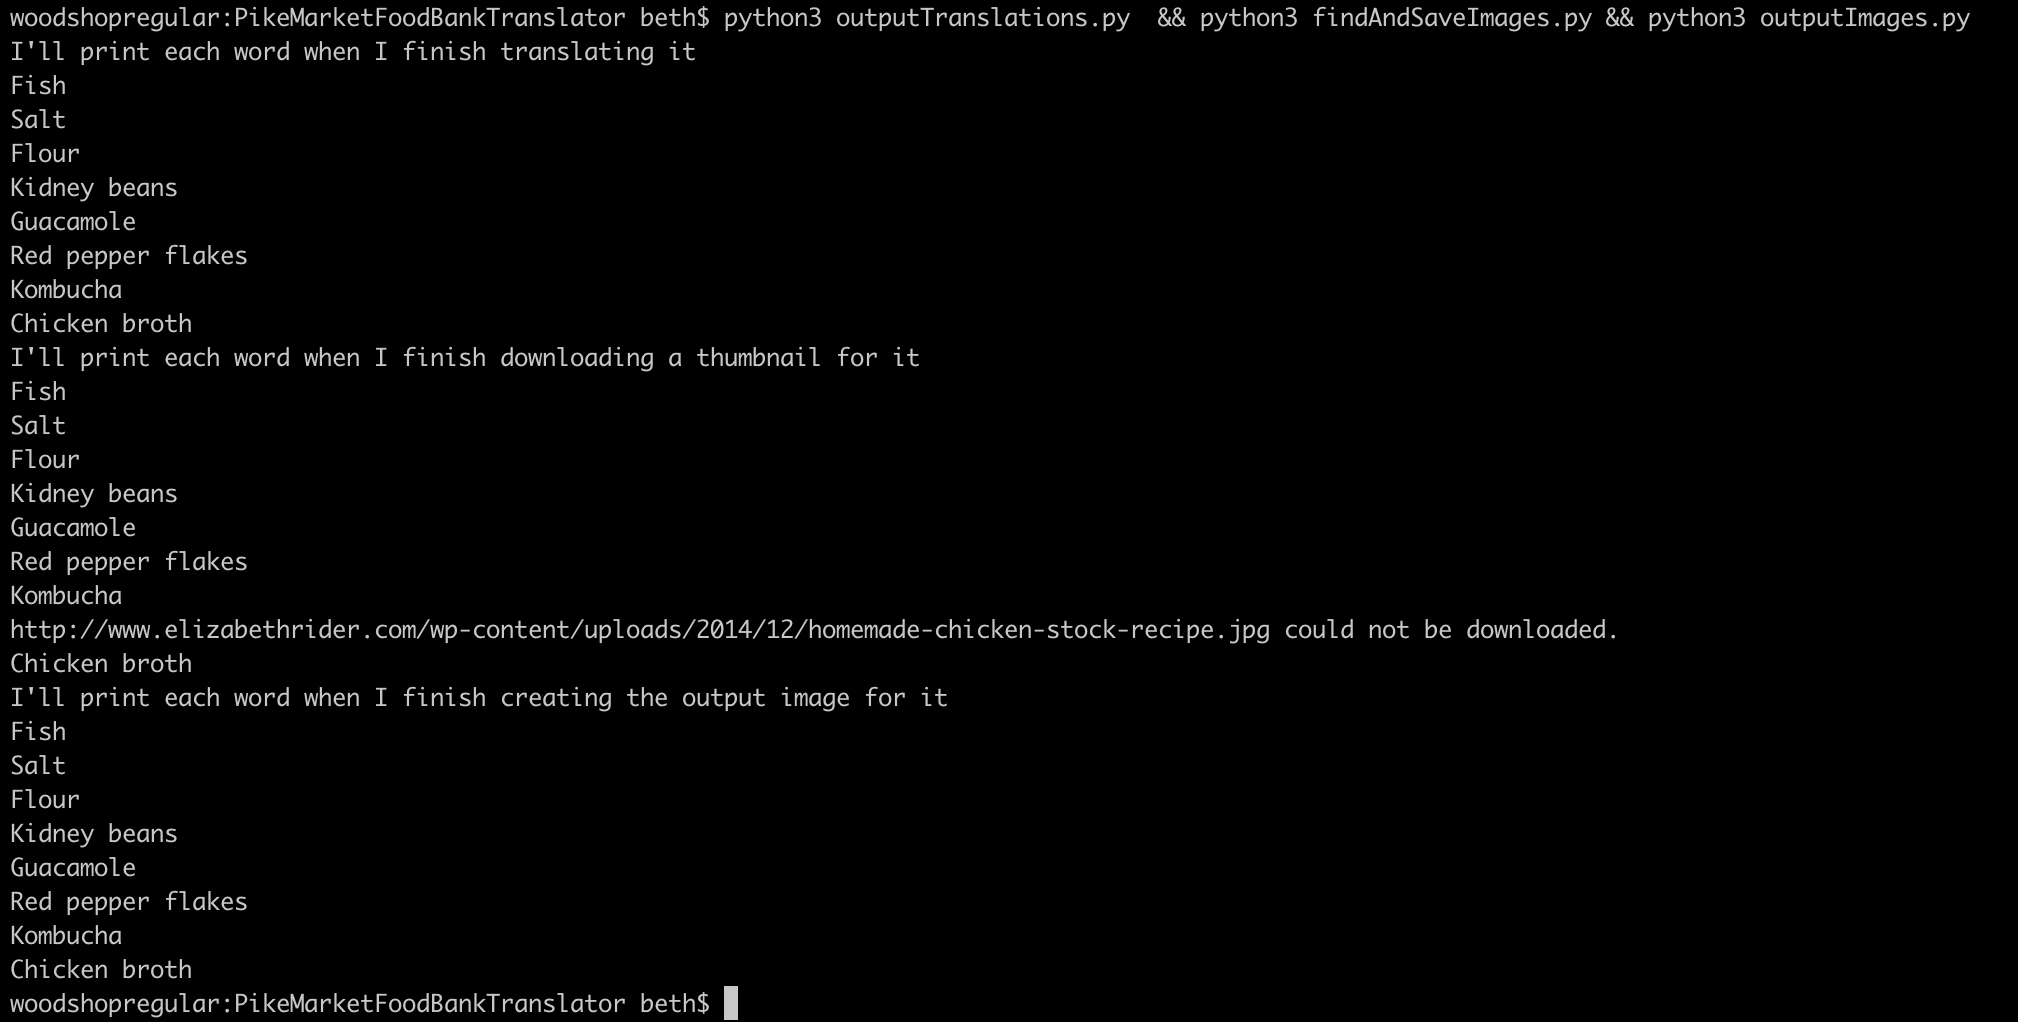 woodshopregular:PikeMarketFoodBankTranslator beth$ python3 outputTranslations.py  && python3 findAndSaveImages.py && python3 outputImages.py
I'll print each word when I finish translating it
Fish
Salt
Flour
Kidney beans
Guacamole
Red pepper flakes
Kombucha
Chicken broth
I'll print each word when I finish downloading a thumbnail for it
Fish
Salt
Flour
Kidney beans
Guacamole
Red pepper flakes
Kombucha
http://www.elizabethrider.com/wp-content/uploads/2014/12/homemade-chicken-stock-recipe.jpg could not be downloaded.
Chicken broth
I'll print each word when I finish creating the output image for it
Fish
Salt
Flour
Kidney beans
Guacamole
Red pepper flakes
Kombucha
Chicken broth
woodshopregular:PikeMarketFoodBankTranslator beth$